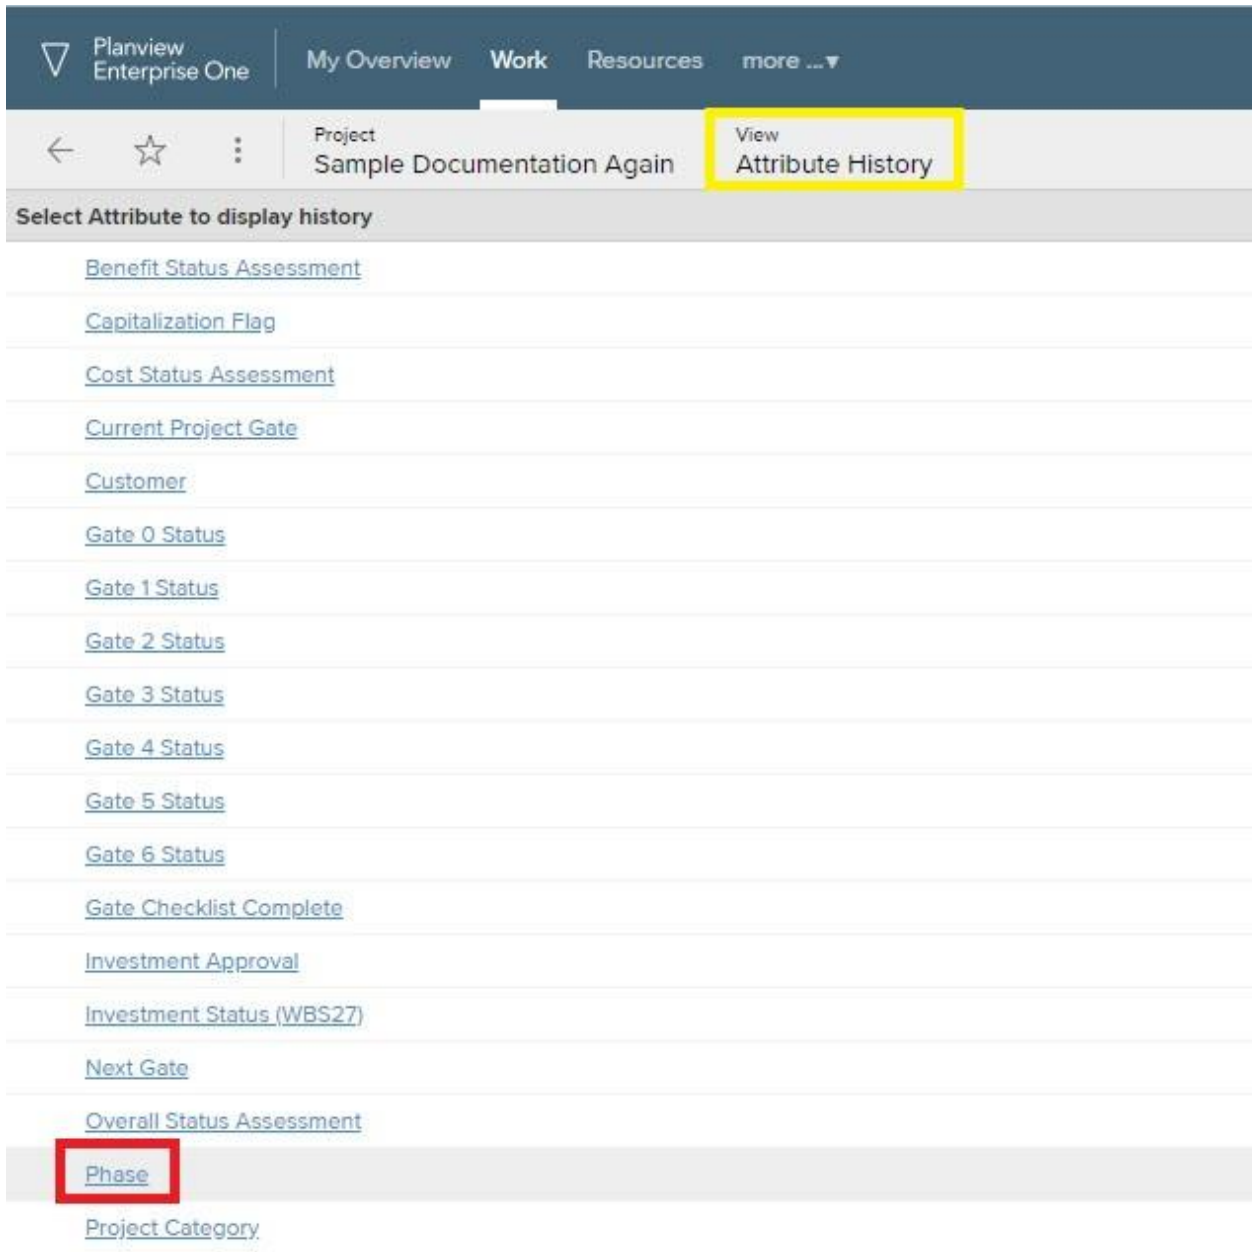 Planview
Enterprise One
My Overview Work Resources more ...▾
Project
Sample Documentation Again
View
Attribute History
Select Attribute to display history
Benefit Status Assessment
Capitalization Flag
Cost Status Assessment
Current Project Gate
Customer
Gate 0 Status
Gate 1 Status
Gate 2 Status
Gate 3 Status
Gate 4 Status
Gate 5 Status
Gate 6 Status
Gate Checklist Complete
Investment Approval
Investment Status (WBS27)
Next Gate
Overall Status Assessment
Phase
Project Category